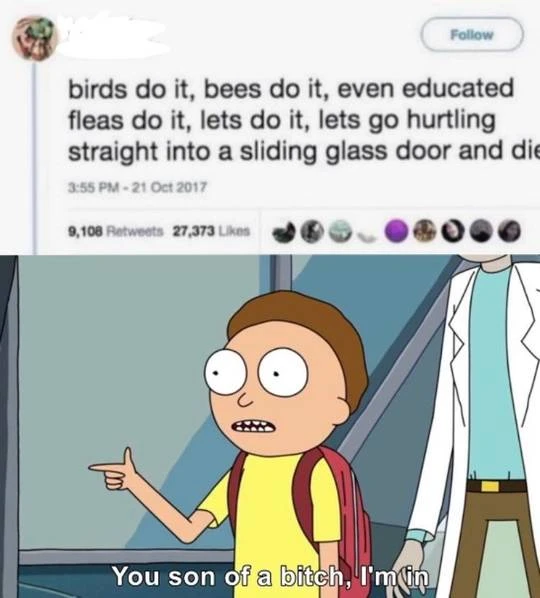 Follow
birds do it, bees do it, even educated
fleas do it, lets do it, lets go hurtling
straight into a sliding glass door and die
3:55 PM - 21 Oct 2017
9,108 Retweets 27,373 Likes
You son of a bitch, I'm in